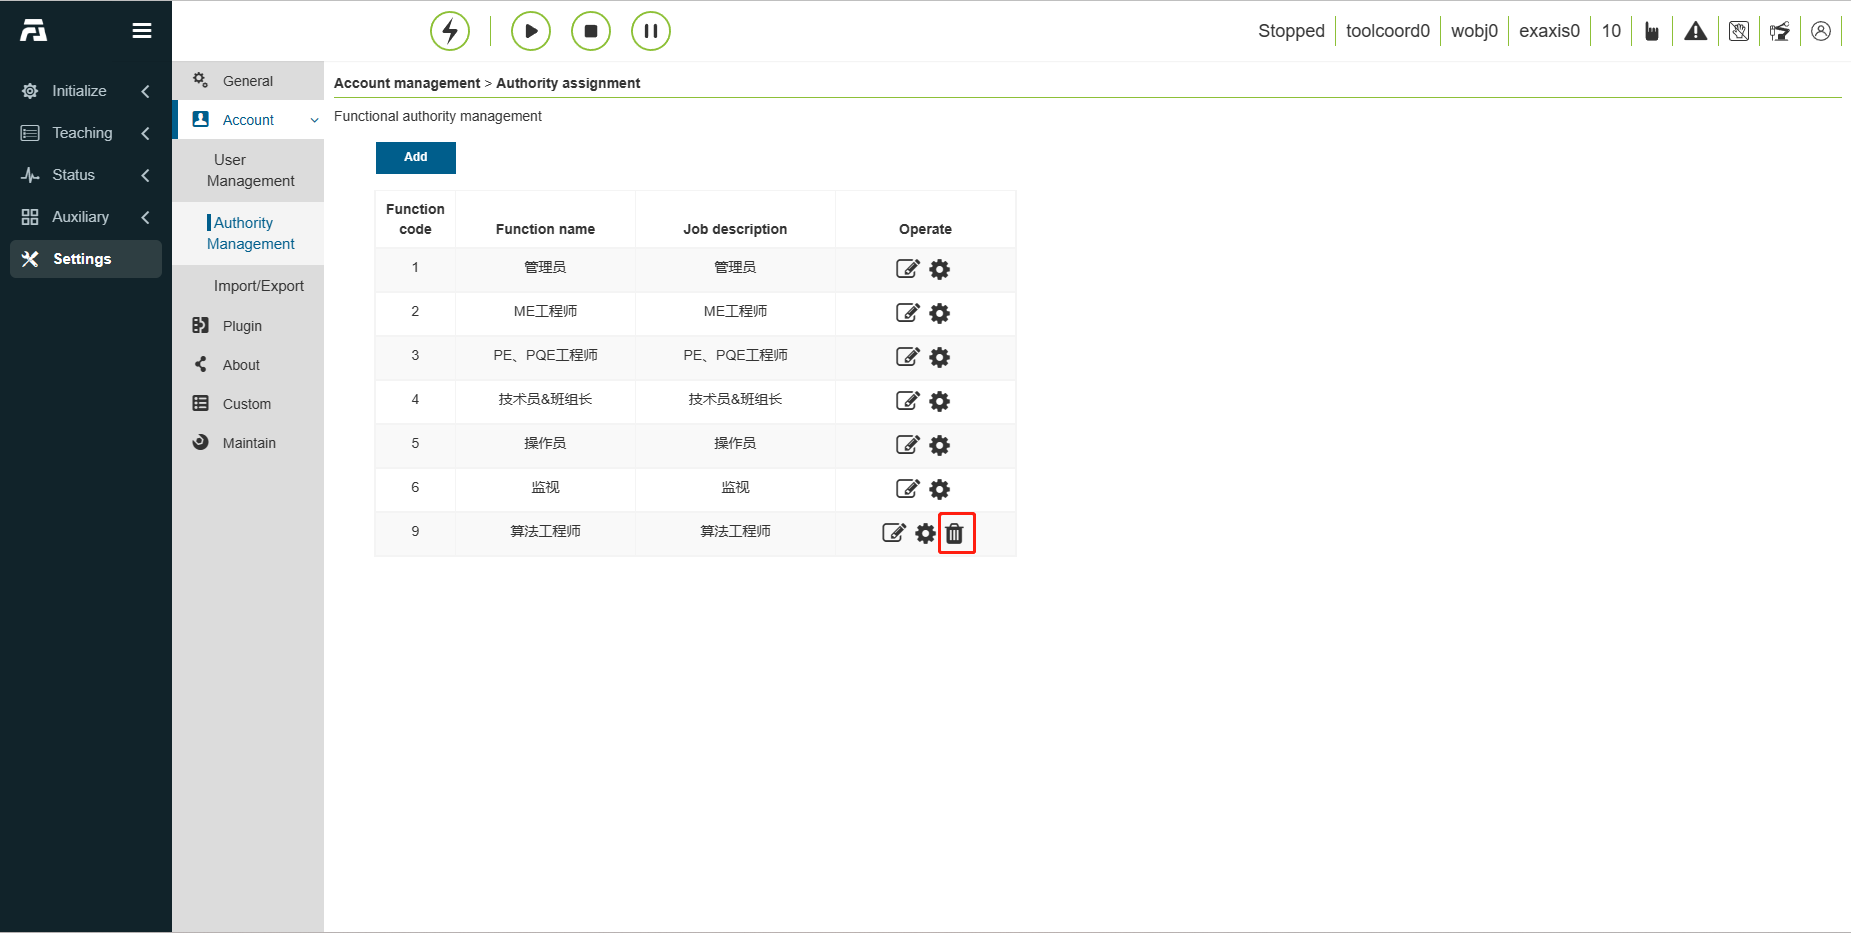 Stopped
toolcoord0
wobj0
exaxis0
10
Initialize
Teaching
Status
Auxiliary
Settings
General
Account
User
Management
Authority
Management
Import/Export
Plugin
About
Custom
Maintain
Account management > Authority assignment
Functional authority management
Add
Function code Function name Job description Operate
1 管理员 管理员
2 ME工程师 ME工程师
3 PE、PQE工程师 PE、PQE工程师
4 技术员&班组长 技术员&班组长
5 操作员 操作员
6 监视 监视
9 算法工程师 算法工程师